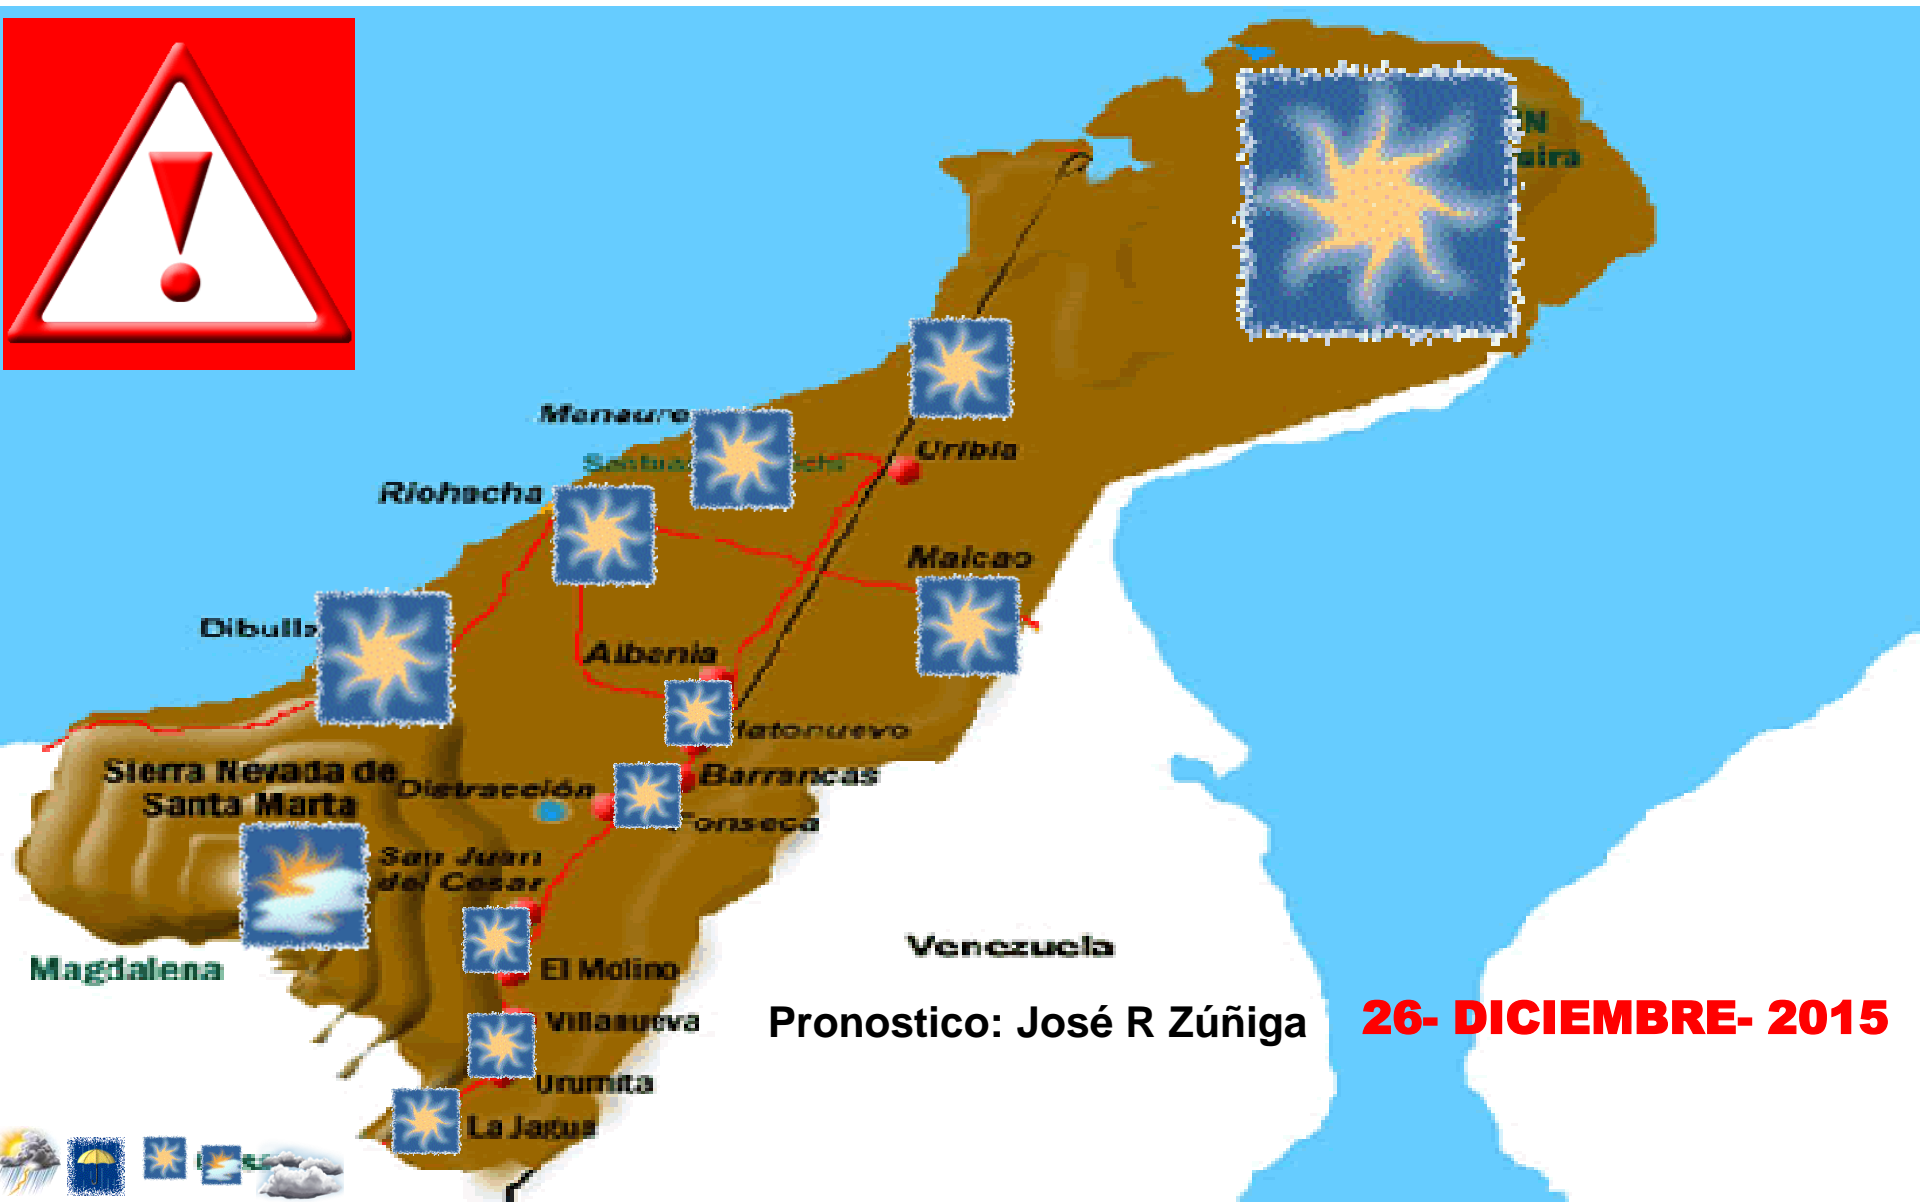 aira
Manaure
Uribia
Riohacha
Maicao
Dibulla
Albania
Barrancas
Sierra Nevada de
Santa Marta
Distracción
Fonseca
San Juan
del Cesar
Venezuela
Magdalena
El Molino
Villanueva
Pronostico: José R Zúñiga
26- DICIEMBRE- 2015
Urumita
La Jagua